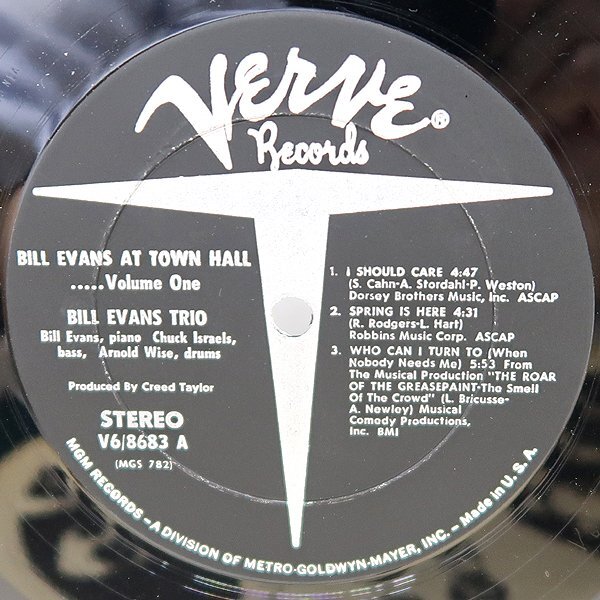 VERVE®
Records
BILL EVANS AT TOWN HALL
.....Volume One
BILL EVANS TRIO
Bill Evans, piano Chuck Israels,
bass, Arnold Wise, drums
Produced By Creed Taylor
STEREO
V6/8683 A
(MGS 782)
1. I SHOULD CARE 4:47
(S. Cahn-A. Stordahl-P. Weston)
Dorsey Brothers Music, Inc. ASCAP
2. SPRING IS HERE 4:31
(R. Rodgers-L. Hart)
Robbins Music Corp. ASCAP
3. WHO CAN I TURN TO (When
Nobody Needs Me) 5:53 From
The Musical Production "THE ROAR
OF THE GREASEPAINT-The Smell
Of The Crowd" (L. Bricusse-
A. Newley) Musical
Comedy Productions,
Inc. BMI
MGM RECORDS – A DIVISION OF METRO-GOLDWYN-MAYER, INC. – Made in U. S. A.